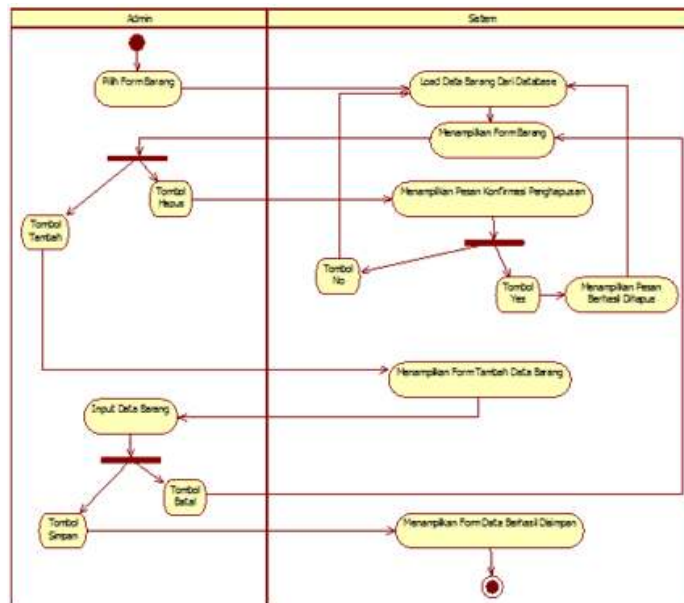 Admin
Sistem
Pilih Form Barang
Load Data Barang Dari Database
Menampilkan Form Barang
Tombol
Hapus
Menampilkan Pesan Konfirmasi Penghapusan
Tombol
Tambah
Tombol
No
Tombol
Yes
Menampilkan Pesan
Berhasil Dihapus
Menampilkan Form Tambah Data Barang
Input Data Barang
Tombol
Batal
Tombol
Simpan
Menampilkan Form Data Berhasil Disimpan